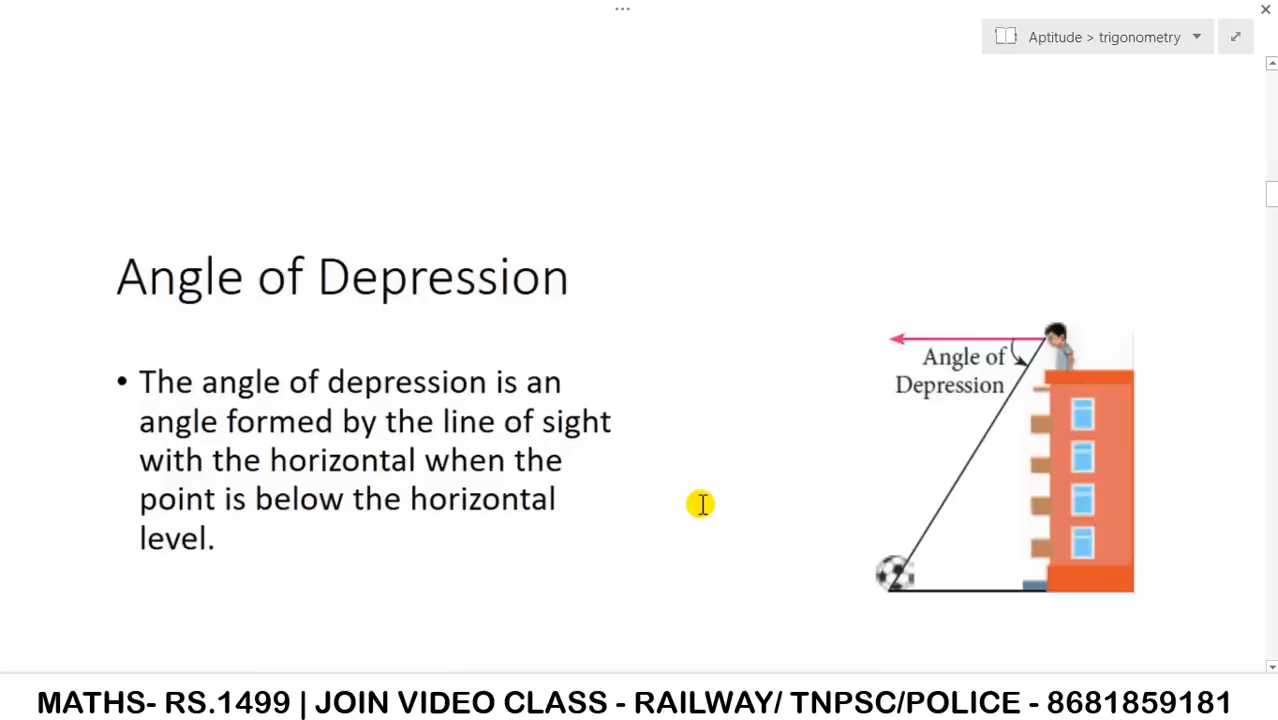 Aptitude > trigonometry
Angle of Depression
• The angle of depression is an
angle formed by the line of sight
with the horizontal when the
point is below the horizontal
level.
Angle of
Depression
MATHS- RS.1499 | JOIN VIDEO CLASS - RAILWAY/ TNPSC/POLICE - 8681859181